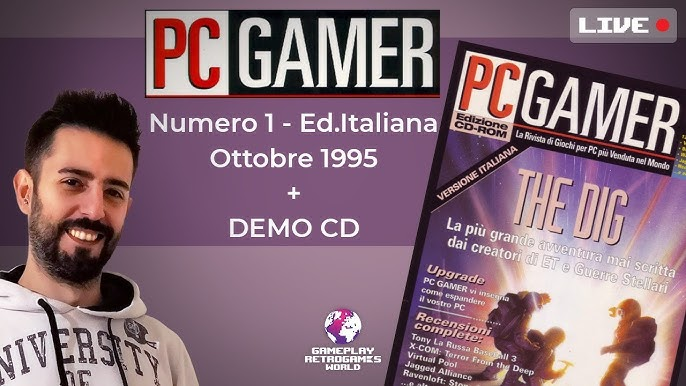 LIVE
PC GAMER
Numero 1 - Ed.Italiana
Ottobre 1995
+
DEMO CD
UNIVERSITY
GAMEPLAY
RETROGAMES
WORLD
PC GAMER
Edizione
CD-ROM
La Rivista di Giochi per PC più Venduta nel Mondo
VERSIONE ITALIANA
THE DIG
La più grande avventura mai scritta
dai creatori di ET e Guerre Stellari
Upgrade
PC GAMER vi insegna
come espandere
il vostro PC
Recensioni
complete:
Tony La Russa Baseball 3
X-COM: Terror From the Deep
Virtual Pool
Jagged Alliance
Ravenloft: